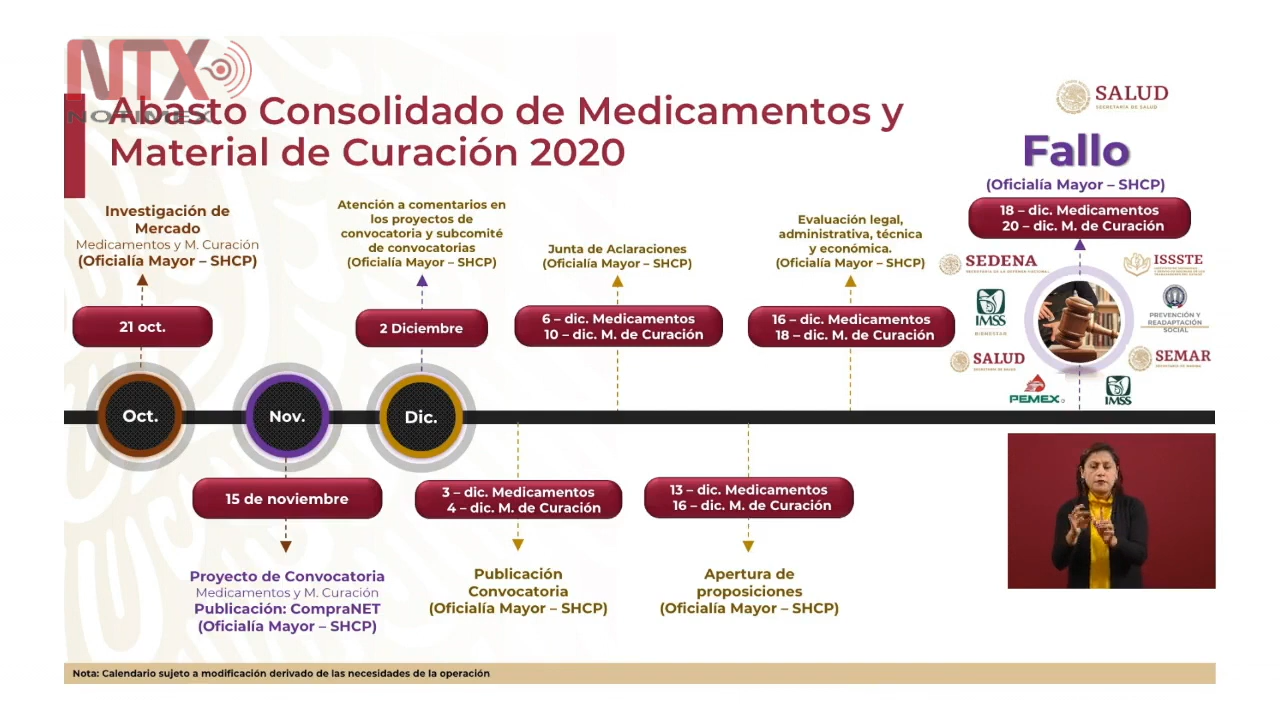 NTX
NOTIMEX
Abasto Consolidado de Medicamentos y
Material de Curación 2020
SALUD
SECRETARÍA DE SALUD
Fallo
(Oficialía Mayor – SHCP)
18 – dic. Medicamentos
20 – dic. M. de Curación
Investigación de
Mercado
Medicamentos y M. Curación
(Oficialía Mayor – SHCP)
21 oct.
Atención a comentarios en
los proyectos de
convocatoria y subcomité
de convocatorias
(Oficialía Mayor – SHCP)
2 Diciembre
Junta de Aclaraciones
(Oficialía Mayor – SHCP)
6 – dic. Medicamentos
10 – dic. M. de Curación
Evaluación legal,
administrativa, técnica
y económica.
(Oficialía Mayor – SHCP)
16 – dic. Medicamentos
18 – dic. M. de Curación
SEDENA
SECRETARÍA DE LA DEFENSA NACIONAL
ISSSTE
IMSS
BIENESTAR
PREVENCIÓN Y
READAPTACIÓN
SOCIAL
SALUD
SECRETARÍA DE SALUD
SEMAR
SECRETARÍA DE MARINA
PEMEX
IMSS
Oct.
Nov.
Dic.
15 de noviembre
Proyecto de Convocatoria
Medicamentos y M. Curación
Publicación: CompraNET
(Oficialía Mayor – SHCP)
3 – dic. Medicamentos
4 – dic. M. de Curación
Publicación
Convocatoria
(Oficialía Mayor – SHCP)
13 – dic. Medicamentos
16 – dic. M. de Curación
Apertura de
proposiciones
(Oficialía Mayor – SHCP)
Nota: Calendario sujeto a modificación derivado de las necesidades de la operación